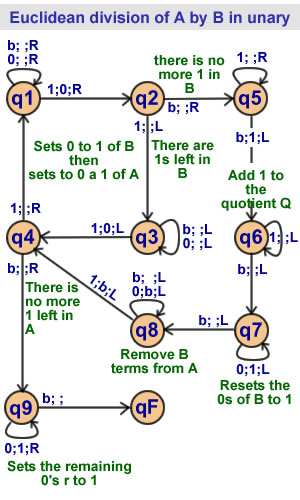 Euclidean division of A by B in unary
b; ;R
0; ;R
there is no
more 1 in
B
1; ;R
q1
1;0;R
q2
b; ;R
q5
1; ;L
b;1;L
Sets 0 to 1 of B
then
sets to 0 a 1 of A
There are
1s left in
B
Add 1 to
the
quotient Q
1; ;R
q4
1;0;L
q3
b; ;L
0; ;L
q6
1; ;L
b; ;R
There is
no more
1 left in
A
1;b;L
b; ;L
0;b;L
b; ;L
q8
b; ;L
q7
Remove B
terms from A
0;1;L
Resets the
0s of B to 1
q9
b; ;
qF
0;1;R
Sets the remaining
0's r to 1